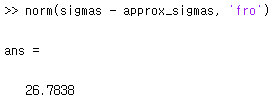 >> norm(sigmas - approx_sigmas, 'fro')
ans =
26.7838